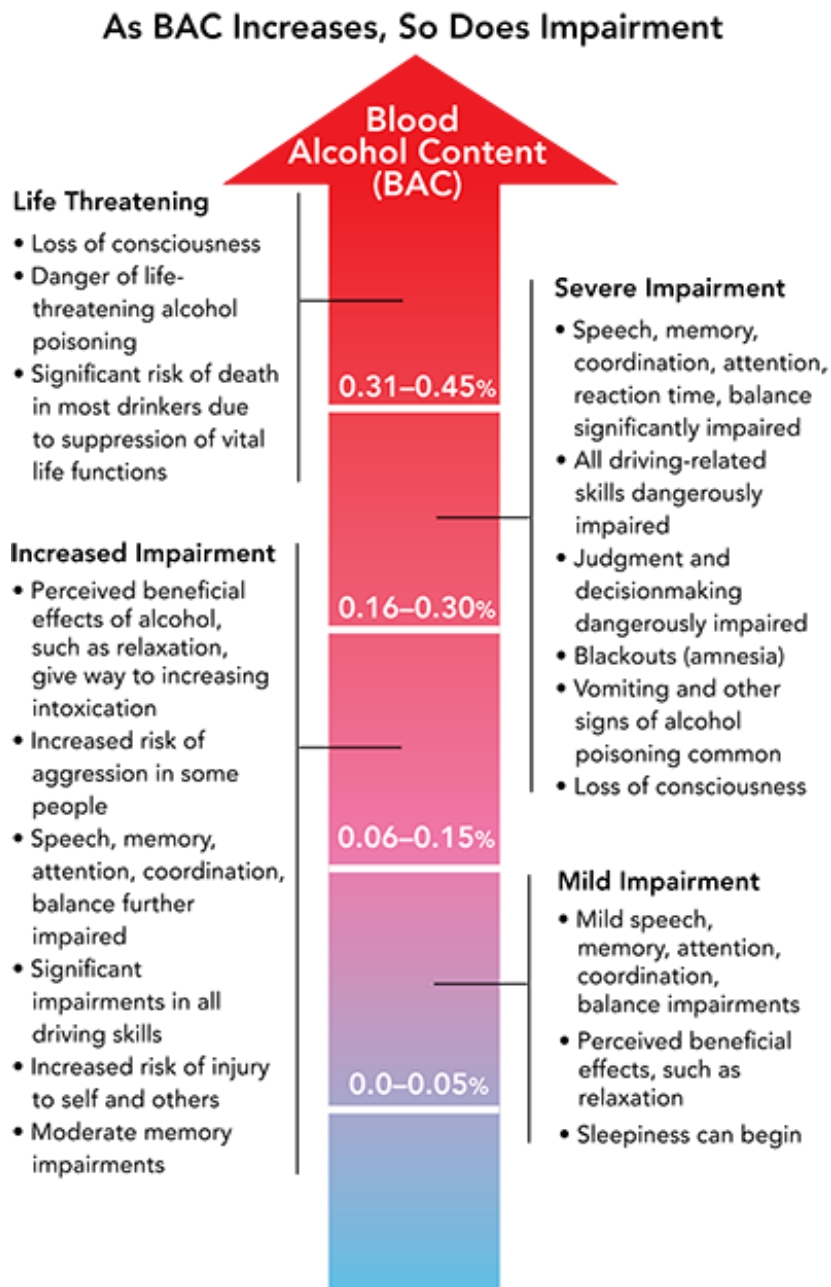 As BAC Increases, So Does Impairment
Blood
Alcohol Content
(BAC)
Life Threatening
• Loss of consciousness
• Danger of life-
threatening alcohol
poisoning
• Significant risk of death
in most drinkers due
to suppression of vital
life functions
0.31–0.45%
Severe Impairment
• Speech, memory,
coordination, attention,
reaction time, balance
significantly impaired
• All driving-related
skills dangerously
impaired
• Judgment and
decisionmaking
dangerously impaired
• Blackouts (amnesia)
• Vomiting and other
signs of alcohol
poisoning common
• Loss of consciousness
0.16–0.30%
Increased Impairment
• Perceived beneficial
effects of alcohol,
such as relaxation,
give way to increasing
intoxication
• Increased risk of
aggression in some
people
• Speech, memory,
attention, coordination,
balance further
impaired
• Significant
impairments in all
driving skills
• Increased risk of injury
to self and others
• Moderate memory
impairments
0.06–0.15%
Mild Impairment
• Mild speech,
memory, attention,
coordination,
balance impairments
• Perceived beneficial
effects, such as
relaxation
• Sleepiness can begin
0.0–0.05%